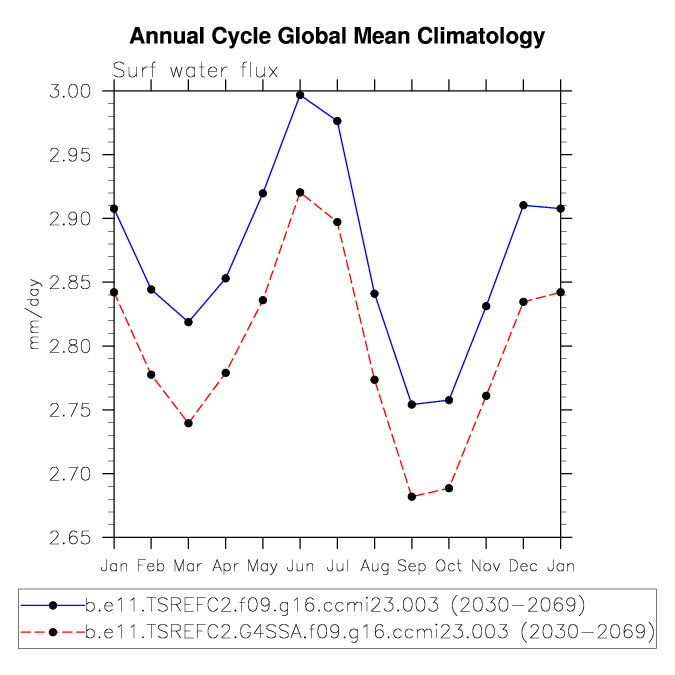 Annual Cycle Global Mean Climatology
Surf water flux
3.00
2.95
2.90
2.85
2.80
2.75
2.70
2.65
mm/day
Jan Feb Mar Apr May Jun Jul Aug Sep Oct Nov Dec Jan
b.e11.TSREFC2.f09.g16.ccmi23.003 (2030-2069)
b.e11.TSREFC2.G4SSA.f09.g16.ccmi23.003 (2030-2069)